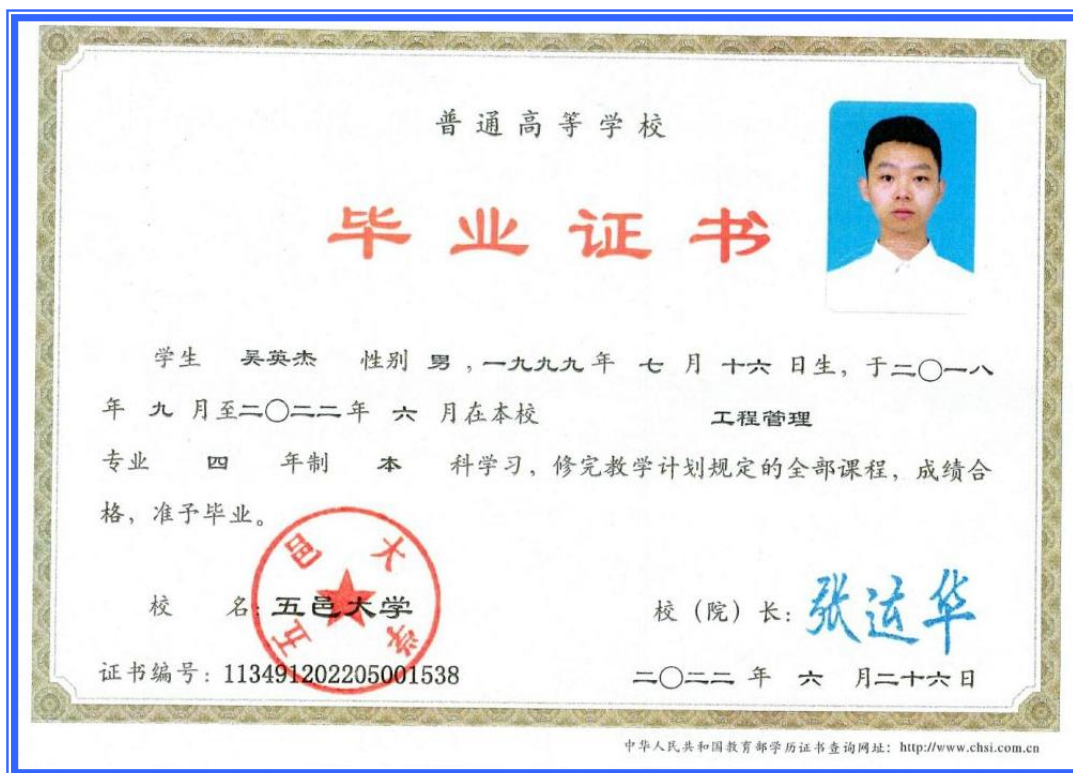 普通高等学校
毕业证书
学生 吴英杰 性别 男，一九九九年 七 月 十六 日生，于二〇一八
年 九 月至二〇二二年 六 月在本校 工程管理
专业 四 年制 本 科学习，修完教学计划规定的全部课程，成绩合
格，准予毕业。
五邑大学
校 名：五邑大学 校（院）长：张运华
证书编号：113491202205001538 二〇二二 年 六 月二十六日
中华人民共和国教育部学历证书查询网址：http://www.chsi.com.cn